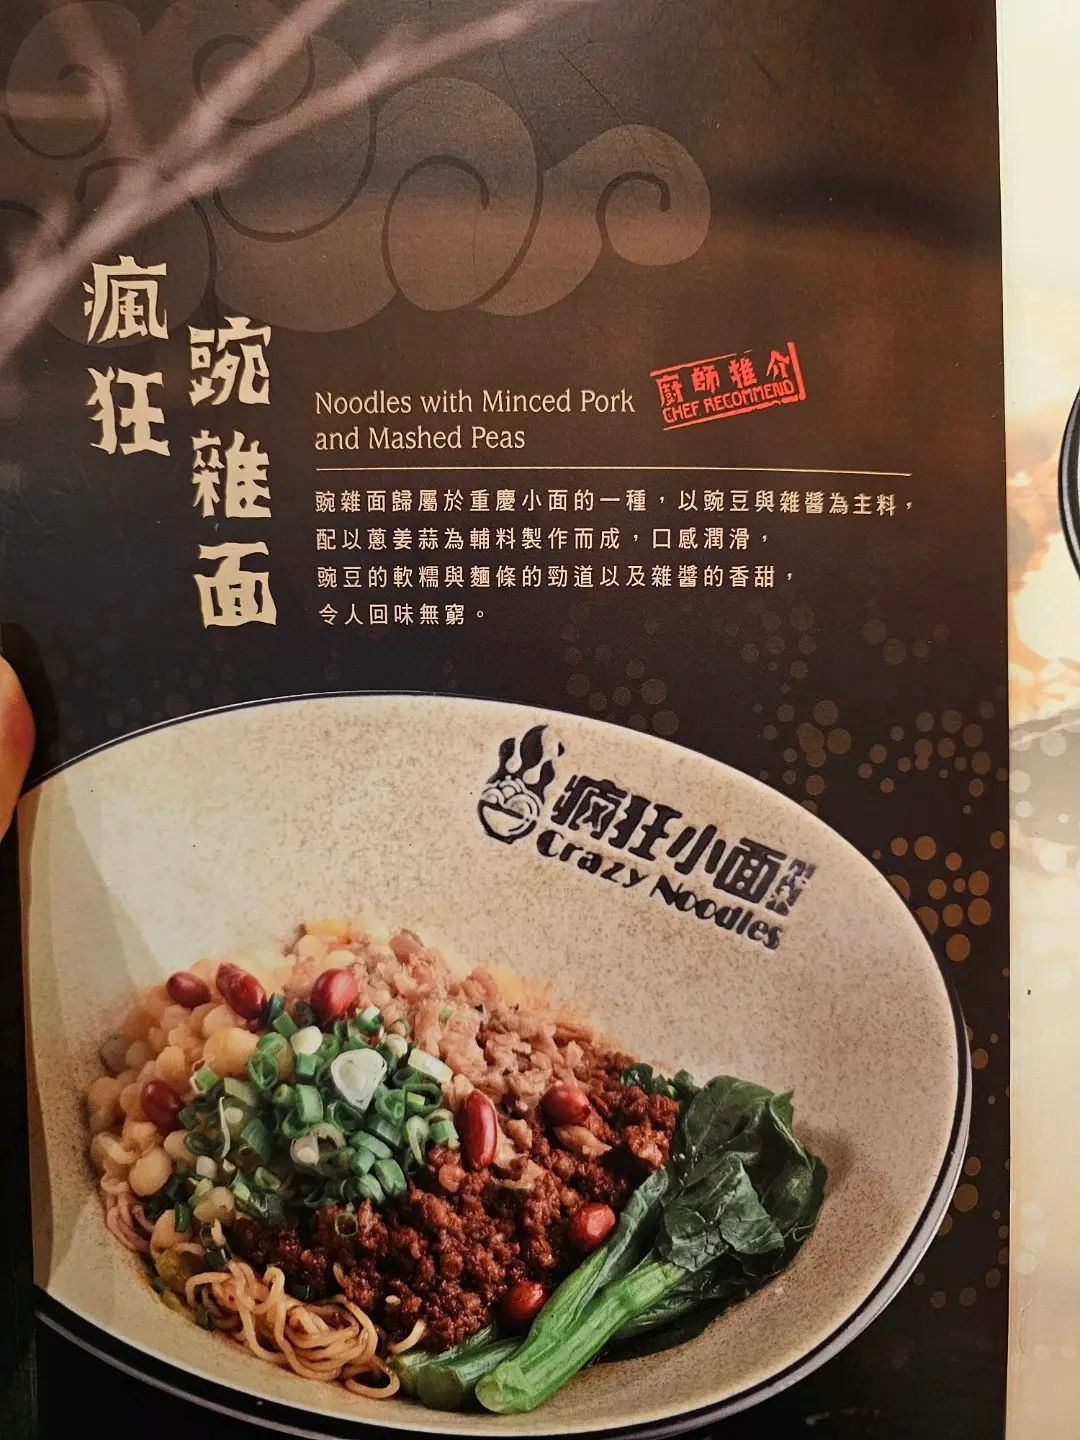 瘋狂
豌雜面
Noodles with Minced Pork
and Mashed Peas
廚師推介
CHEF RECOMMEND
豌雜面歸屬於重慶小面的一種，以豌豆與雜醬為主料，
配以蔥姜蒜為輔料製作而成，口感潤滑，
豌豆的軟糯與麵條的勁道以及雜醬的香甜，
令人回味無窮。
瘋狂小面
Crazy Noodles